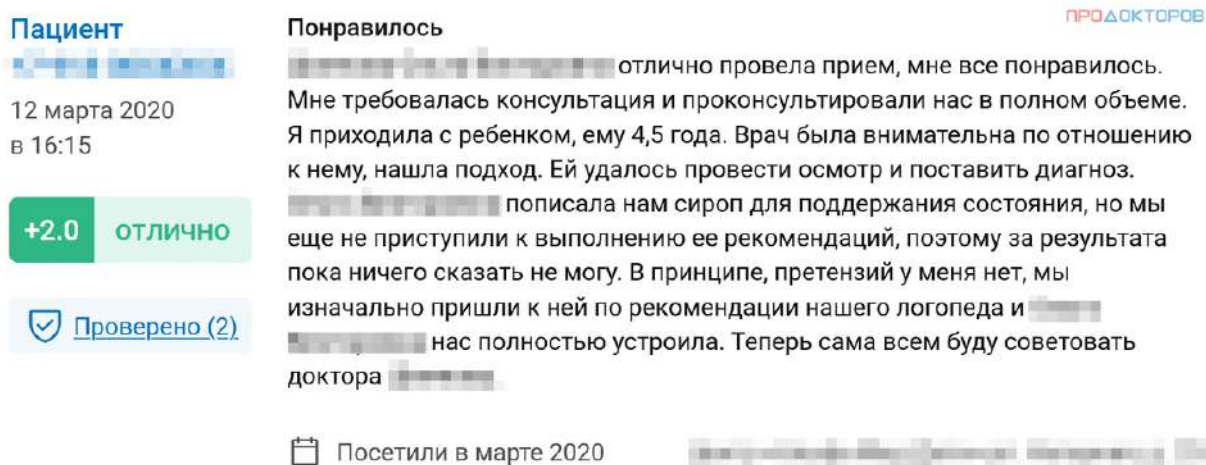 Пациент
12 марта 2020
в 16:15
+2.0 ОТЛИЧНО
Проверено (2)
ПРОДОКТОРОВ
Понравилось
отлично провела прием, мне все понравилось.
Мне требовалась консультация и проконсультировали нас в полном объеме.
Я приходила с ребенком, ему 4,5 года. Врач была внимательна по отношению
к нему, нашла подход. Ей удалось провести осмотр и поставить диагноз.
пописала нам сироп для поддержания состояния, но мы
еще не приступили к выполнению ее рекомендаций, поэтому за результата
пока ничего сказать не могу. В принципе, претензий у меня нет, мы
изначально пришли к ней по рекомендации нашего логопеда и
нас полностью устроила. Теперь сама всем буду советовать
доктора
Посетили в марте 2020